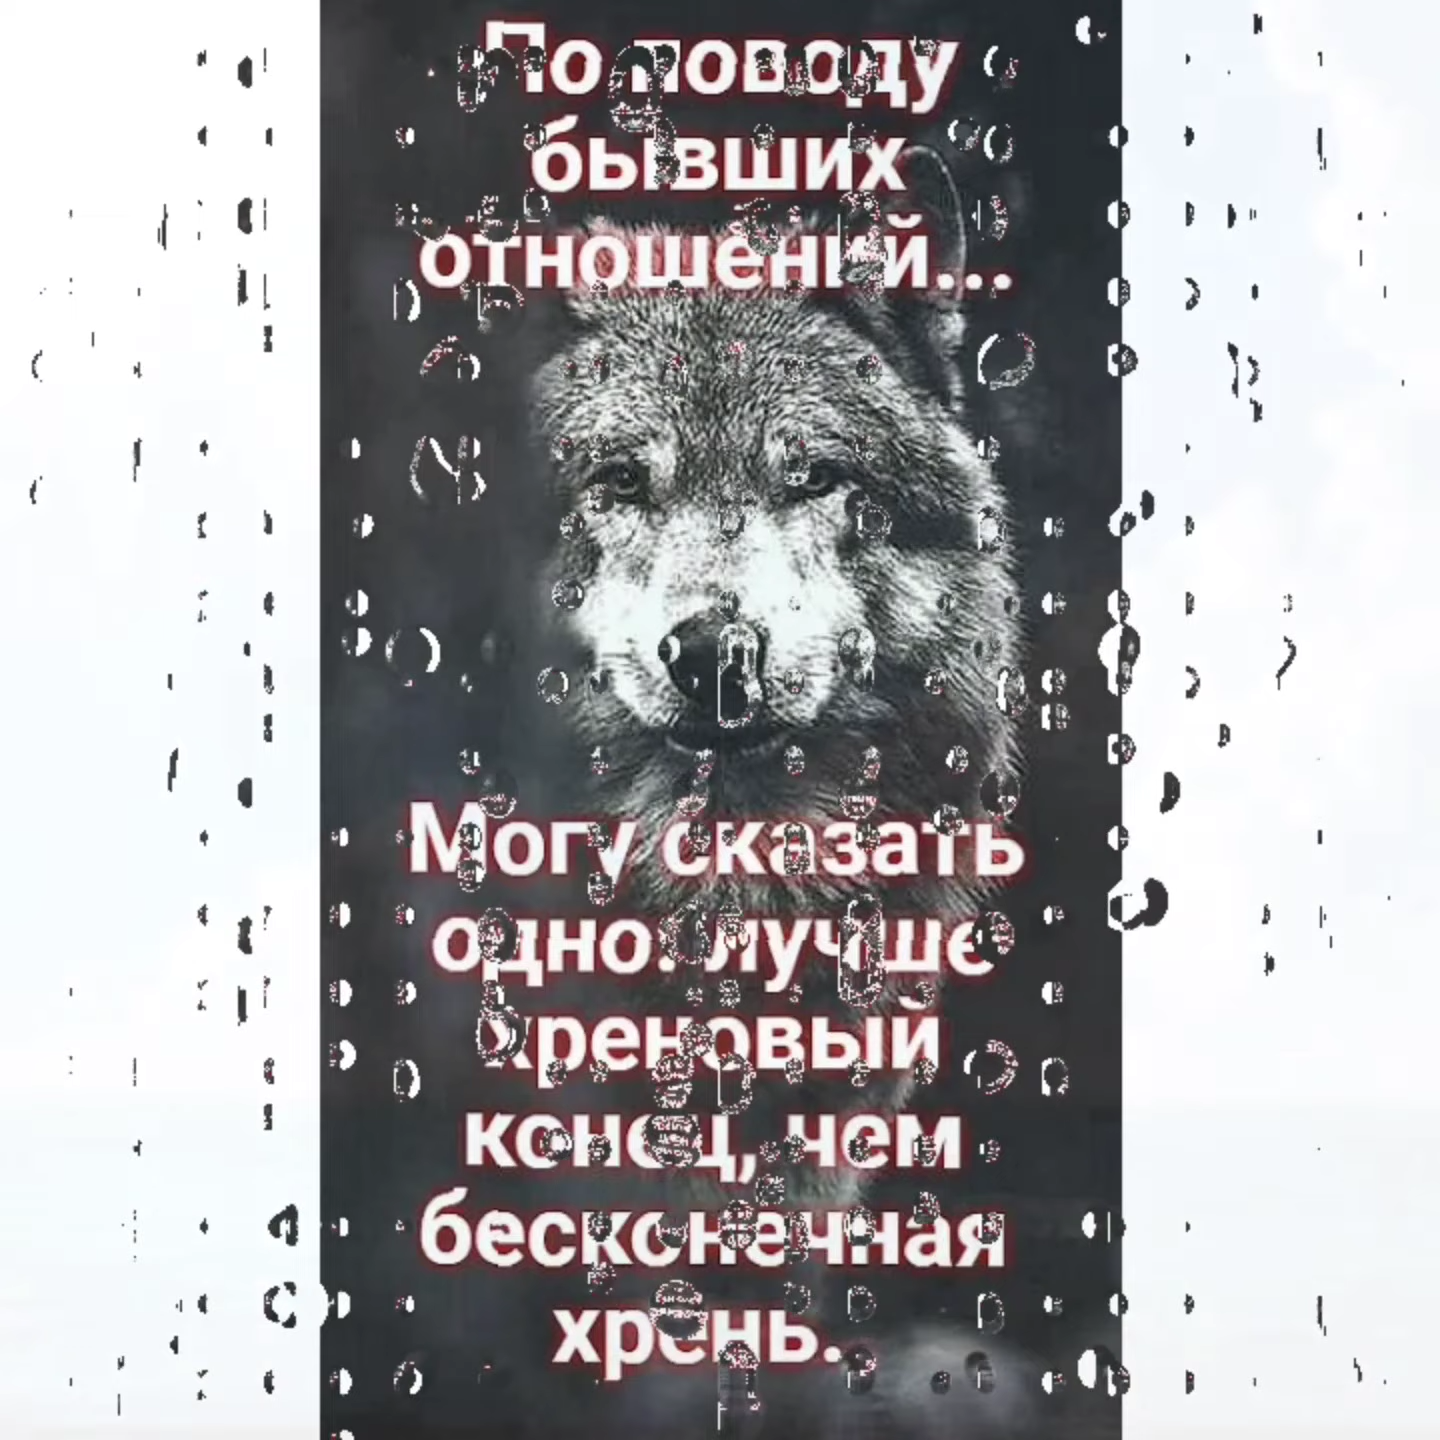 По поводу
бывших
отношений...
Могу сказать
одно: лучше
хреновый
конец, чем
бесконечная
хрень.